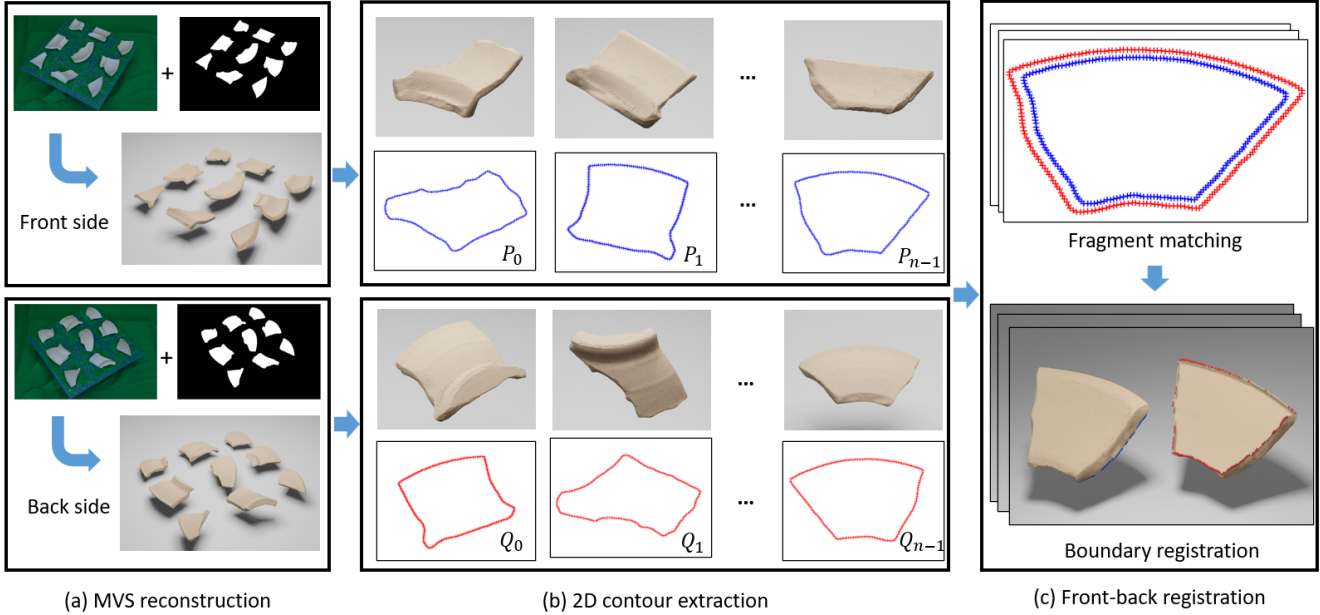 +
Front side
...
P₀
P₁
...
Pₙ₋₁
+
Back side
...
Q₀
Q₁
...
Qₙ₋₁
Fragment matching
Boundary registration
(a) MVS reconstruction
(b) 2D contour extraction
(c) Front-back registration